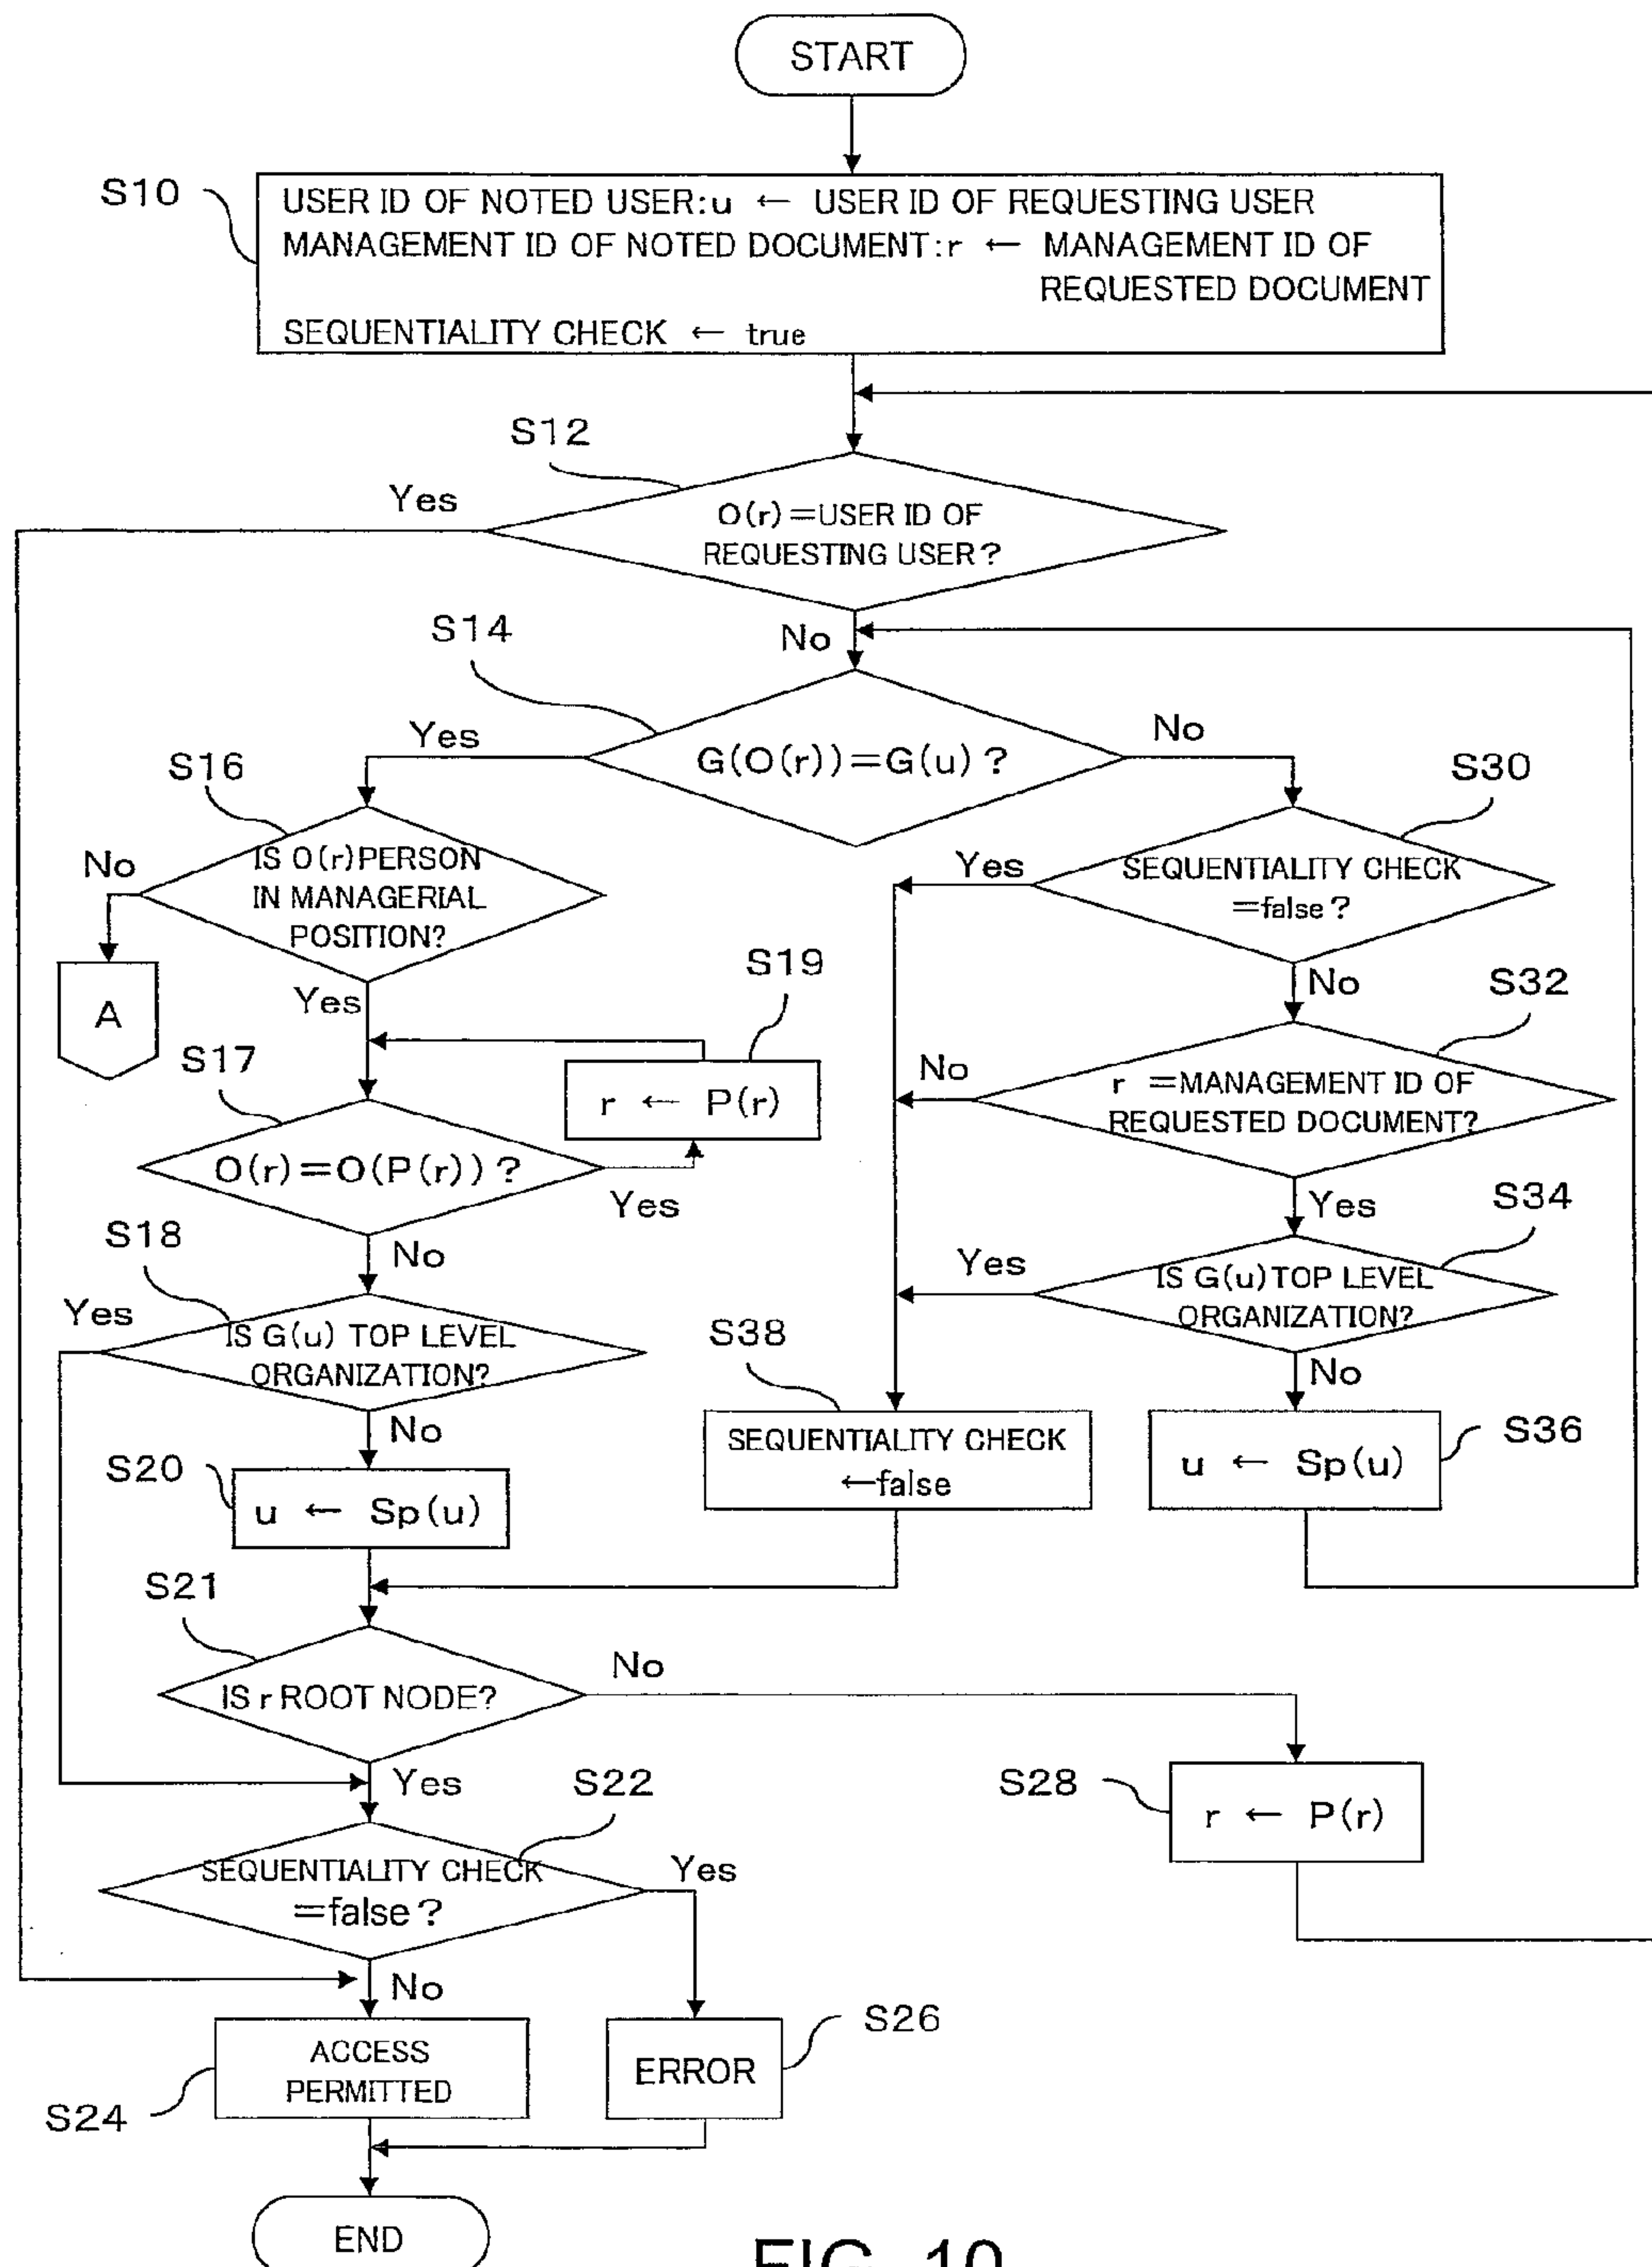 START
S10
USER ID OF NOTED USER:u ← USER ID OF REQUESTING USER
MANAGEMENT ID OF NOTED DOCUMENT:r ← MANAGEMENT ID OF
REQUESTED DOCUMENT
SEQUENTIALITY CHECK ← true
S12
Yes
O(r)=USER ID OF
REQUESTING USER?
No
S14
Yes
G(O(r))=G(u)?
No
S16
No
IS O(r)PERSON
IN MANAGERIAL
POSITION?
Yes
A
S30
Yes
SEQUENTIALITY CHECK
=false?
No
S19
r ← P(r)
S17
O(r)=O(P(r))?
Yes
No
S32
No
r =MANAGEMENT ID OF
REQUESTED DOCUMENT?
Yes
S18
Yes
IS G(u) TOP LEVEL
ORGANIZATION?
No
S34
Yes
IS G(u)TOP LEVEL
ORGANIZATION?
No
S38
SEQUENTIALITY CHECK
←false
S36
u ← Sp(u)
S20
u ← Sp(u)
S21
IS r ROOT NODE?
No
Yes
S28
r ← P(r)
S22
SEQUENTIALITY CHECK
=false?
Yes
No
S24
ACCESS
PERMITTED
S26
ERROR
END
FIG. 10